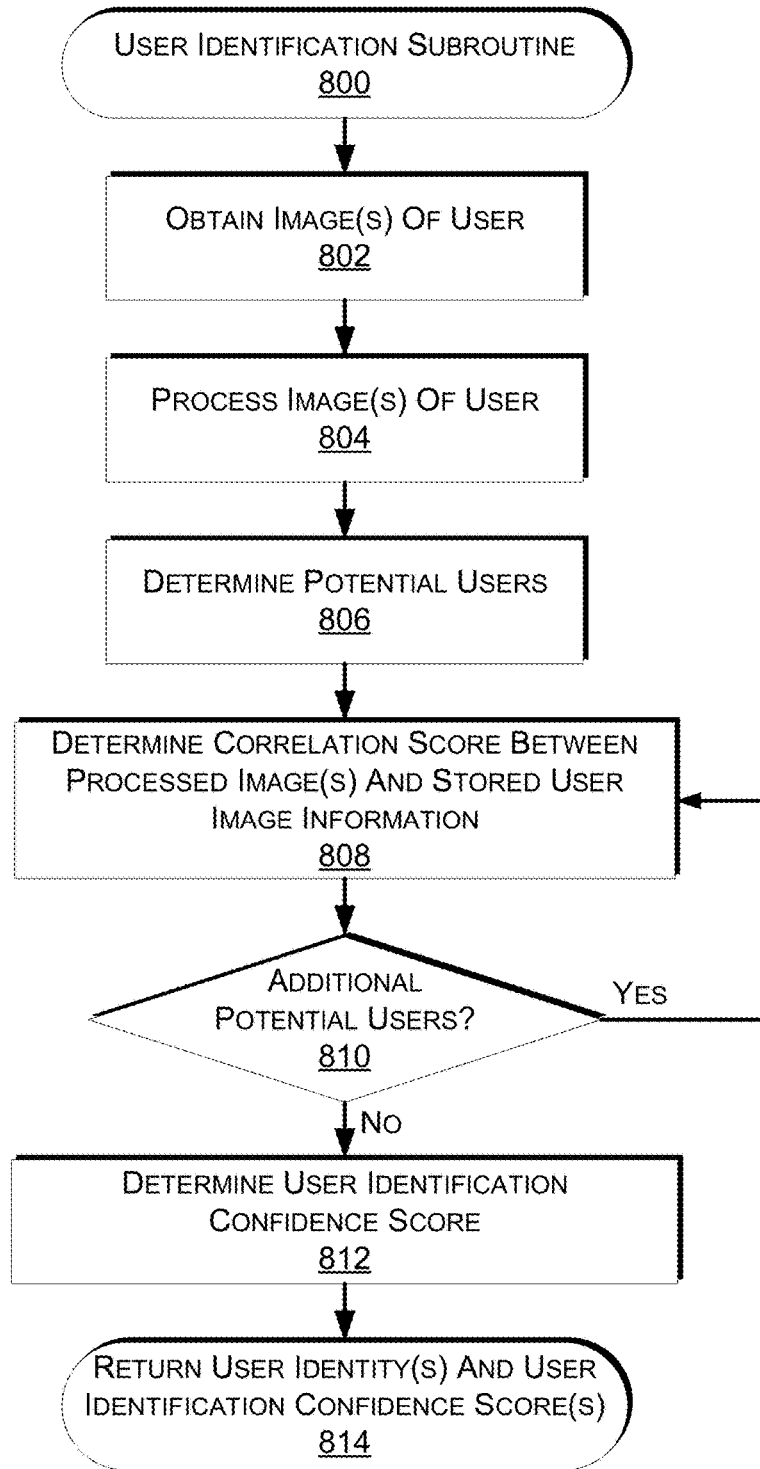 USER IDENTIFICATION SUBROUTINE
800
OBTAIN IMAGE(S) OF USER
802
PROCESS IMAGE(S) OF USER
804
DETERMINE POTENTIAL USERS
806
DETERMINE CORRELATION SCORE BETWEEN
PROCESSED IMAGE(S) AND STORED USER
IMAGE INFORMATION
808
ADDITIONAL
POTENTIAL USERS?
810
YES
NO
DETERMINE USER IDENTIFICATION
CONFIDENCE SCORE
812
RETURN USER IDENTITY(S) AND USER
IDENTIFICATION CONFIDENCE SCORE(S)
814